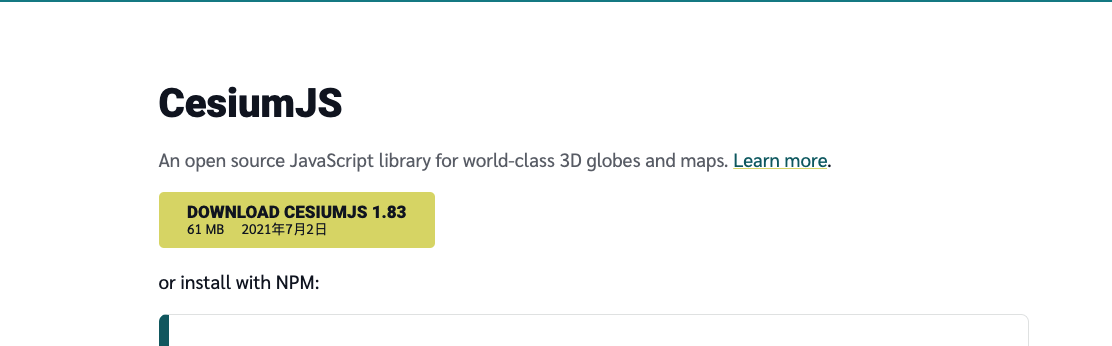 CesiumJS
An open source JavaScript library for world-class 3D globes and maps. Learn more.
DOWNLOAD CESIUMJS 1.83
61 MB 2021年7月2日
or install with NPM: